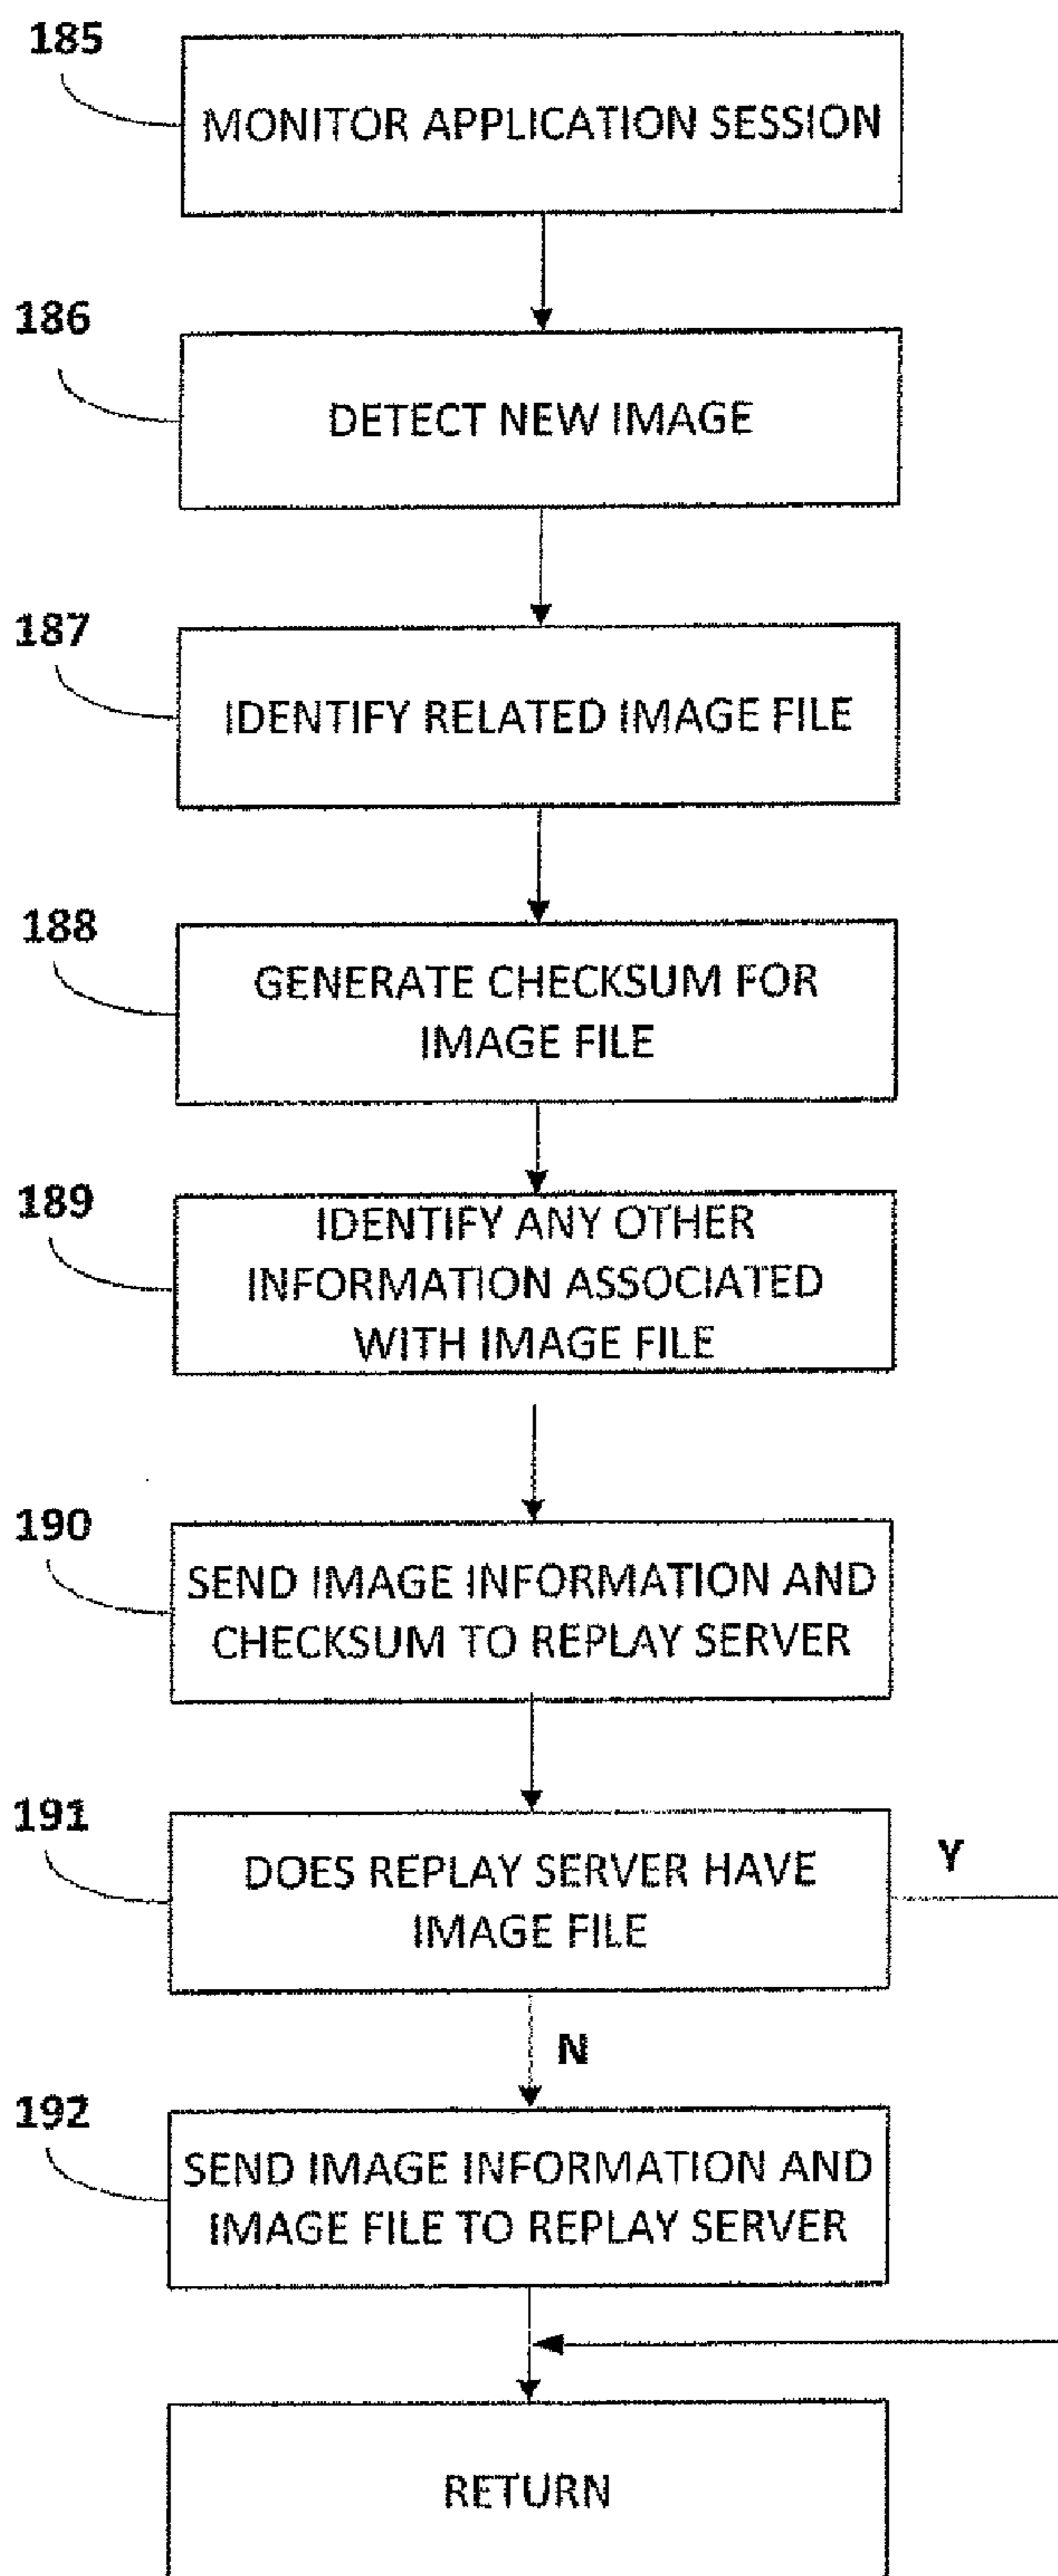 185
MONITOR APPLICATION SESSION
186
DETECT NEW IMAGE
187
IDENTIFY RELATED IMAGE FILE
188
GENERATE CHECKSUM FOR
IMAGE FILE
189
IDENTIFY ANY OTHER
INFORMATION ASSOCIATED
WITH IMAGE FILE
190
SEND IMAGE INFORMATION AND
CHECKSUM TO REPLAY SERVER
191
DOES REPLAY SERVER HAVE
IMAGE FILE
Y
N
192
SEND IMAGE INFORMATION AND
IMAGE FILE TO REPLAY SERVER
RETURN